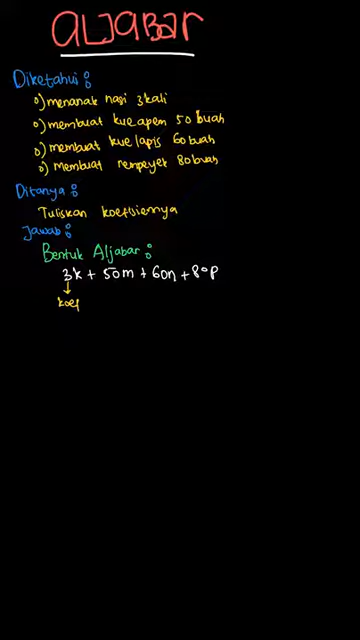 ALJABAR
Diketahui :
o) menanak nasi 3 kali
o) membuat kue apem 50 buah
o) membuat kue lapis 60 buah
o) membuat rempeyek 80 buah
Ditanya :
Tuliskan koefisiennya
Jawab :
Bentuk Aljabar :
3k + 50m + 60n + 80p
↓
koef